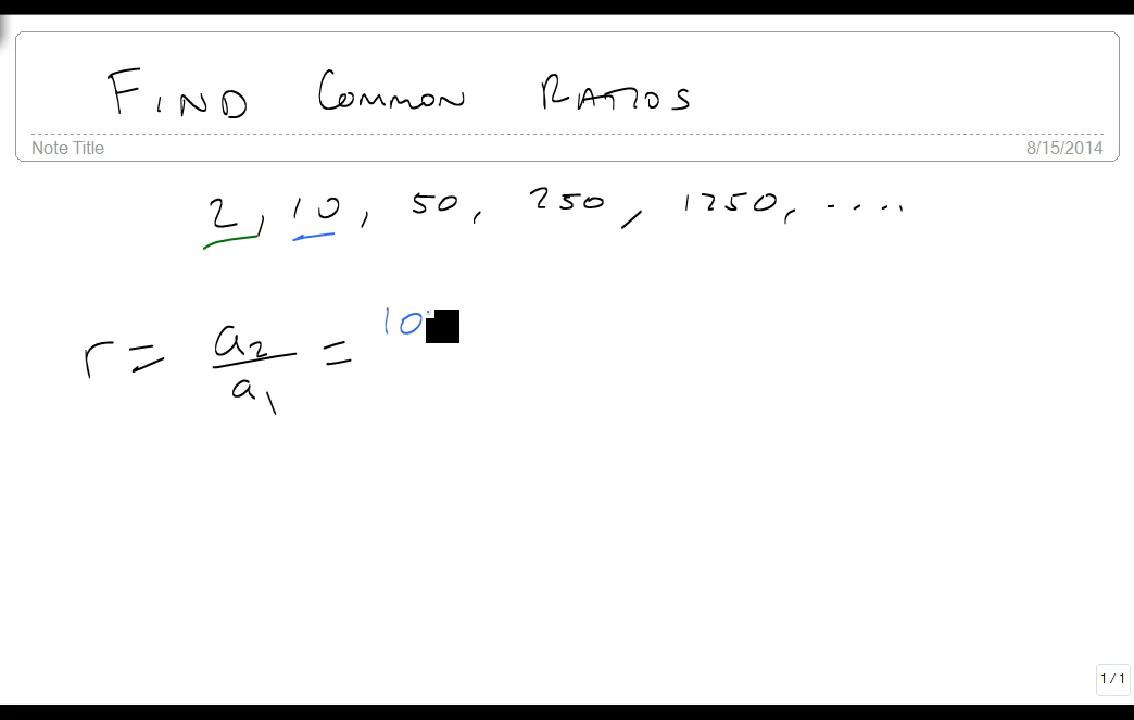 FIND COMMON RATIOS
Note Title 8/15/2014
2, 10, 50, 250, 1250, ....
r = a₂/a₁ = 10
1/1